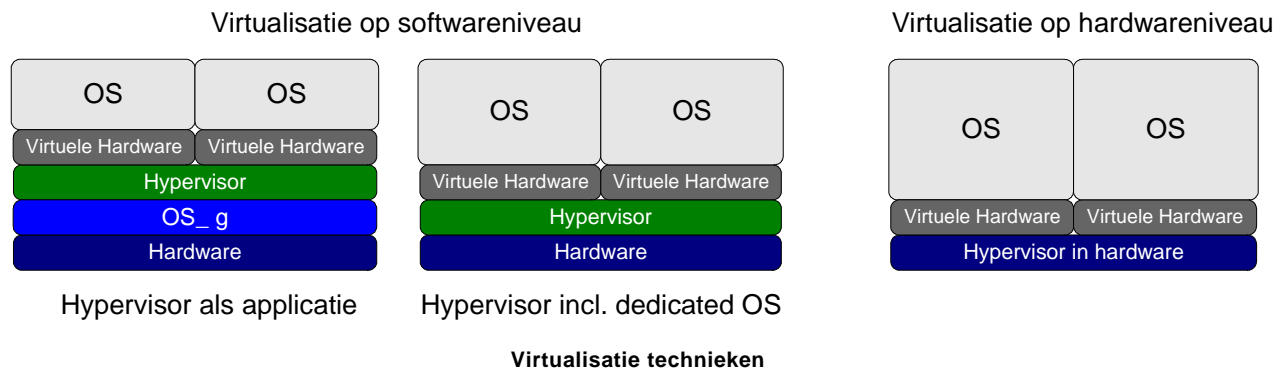 Virtualisatie op softwareniveau
Virtualisatie op hardwareniveau
OS
OS
Virtuele Hardware
Virtuele Hardware
Hypervisor
OS_ g
Hardware
Hypervisor als applicatie
OS
OS
Virtuele Hardware
Virtuele Hardware
Hypervisor
Hardware
Hypervisor incl. dedicated OS
OS
OS
Virtuele Hardware
Virtuele Hardware
Hypervisor in hardware
Virtualisatie technieken